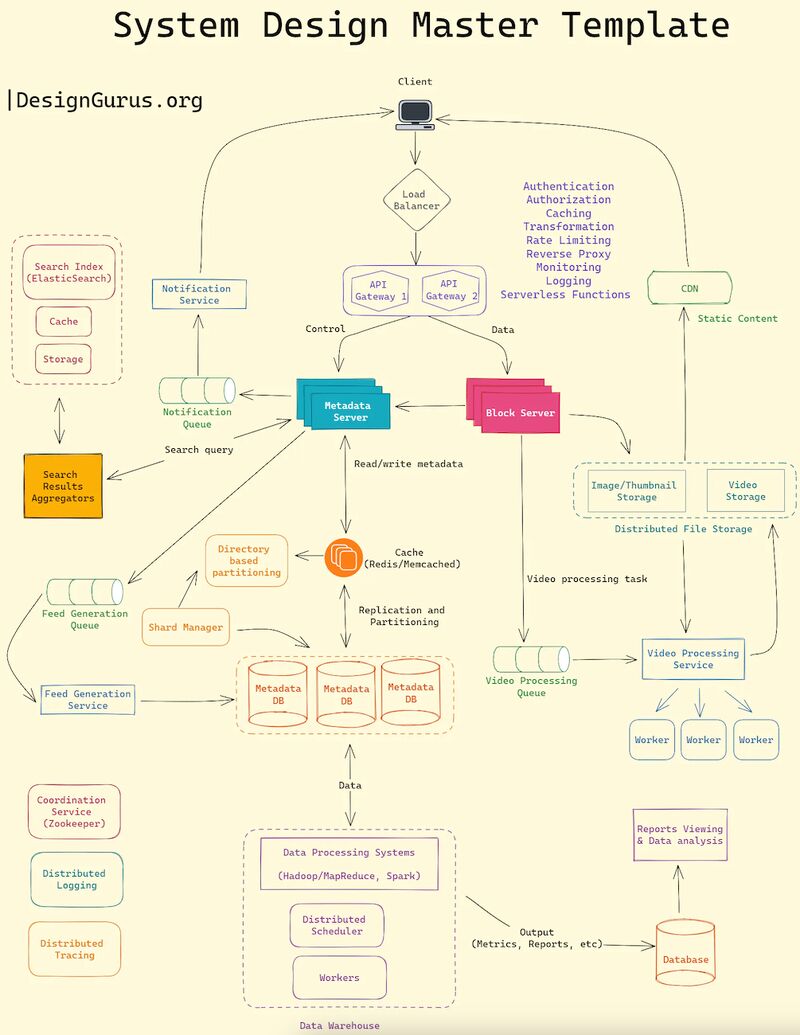 System Design Master Template
|DesignGurus.org
Client
Load
Balancer
Authentication
Authorization
Caching
Transformation
Rate Limiting
Reverse Proxy
Monitoring
Logging
Serverless Functions
API
Gateway 1
API
Gateway 2
Search Index
(ElasticSearch)
Cache
Storage
Notification
Service
CDN
Static Content
Control
Data
Notification
Queue
Metadata
Server
Block Server
Search query
Search
Results
Aggregators
Read/write metadata
Image/Thumbnail
Storage
Video
Storage
Distributed File Storage
Directory
based
partitioning
Cache
(Redis/Memcached)
Video processing task
Feed Generation
Queue
Shard Manager
Replication and
Partitioning
Video Processing
Queue
Video Processing
Service
Feed Generation
Service
Metadata
DB
Metadata
DB
Metadata
DB
Worker
Worker
Worker
Data
Coordination
Service
(Zookeeper)
Distributed
Logging
Distributed
Tracing
Data Processing Systems
(Hadoop/MapReduce, Spark)
Distributed
Scheduler
Workers
Data Warehouse
Output
(Metrics, Reports, etc)
Reports Viewing
& Data analysis
Database